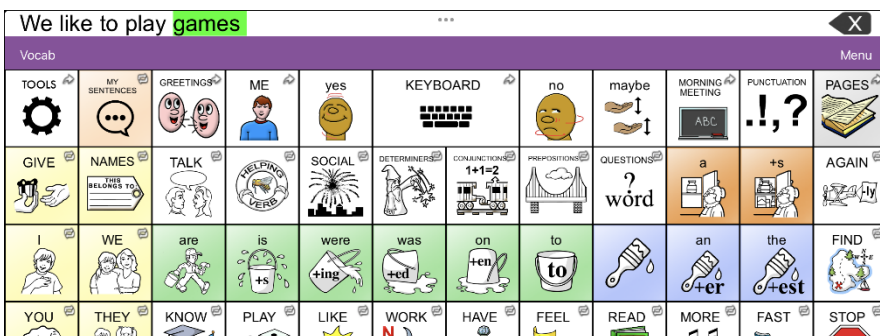 We like to play games
X
Vocab Menu
TOOLS MY SENTENCES GREETINGS ME yes KEYBOARD no maybe MORNING MEETING PUNCTUATION PAGES
ABC .!,?
GIVE NAMES TALK HELPING VERB SOCIAL DETERMINERS CONJUNCTIONS PREPOSITIONS QUESTIONS a +s AGAIN
THIS BELONGS TO: 1+1=2 ? word -ly
I WE are is were was on to an the FIND
+s +ing +ed +en to +er +est N W E S
YOU THEY KNOW PLAY LIKE WORK HAVE FEEL READ MORE FAST STOP
N